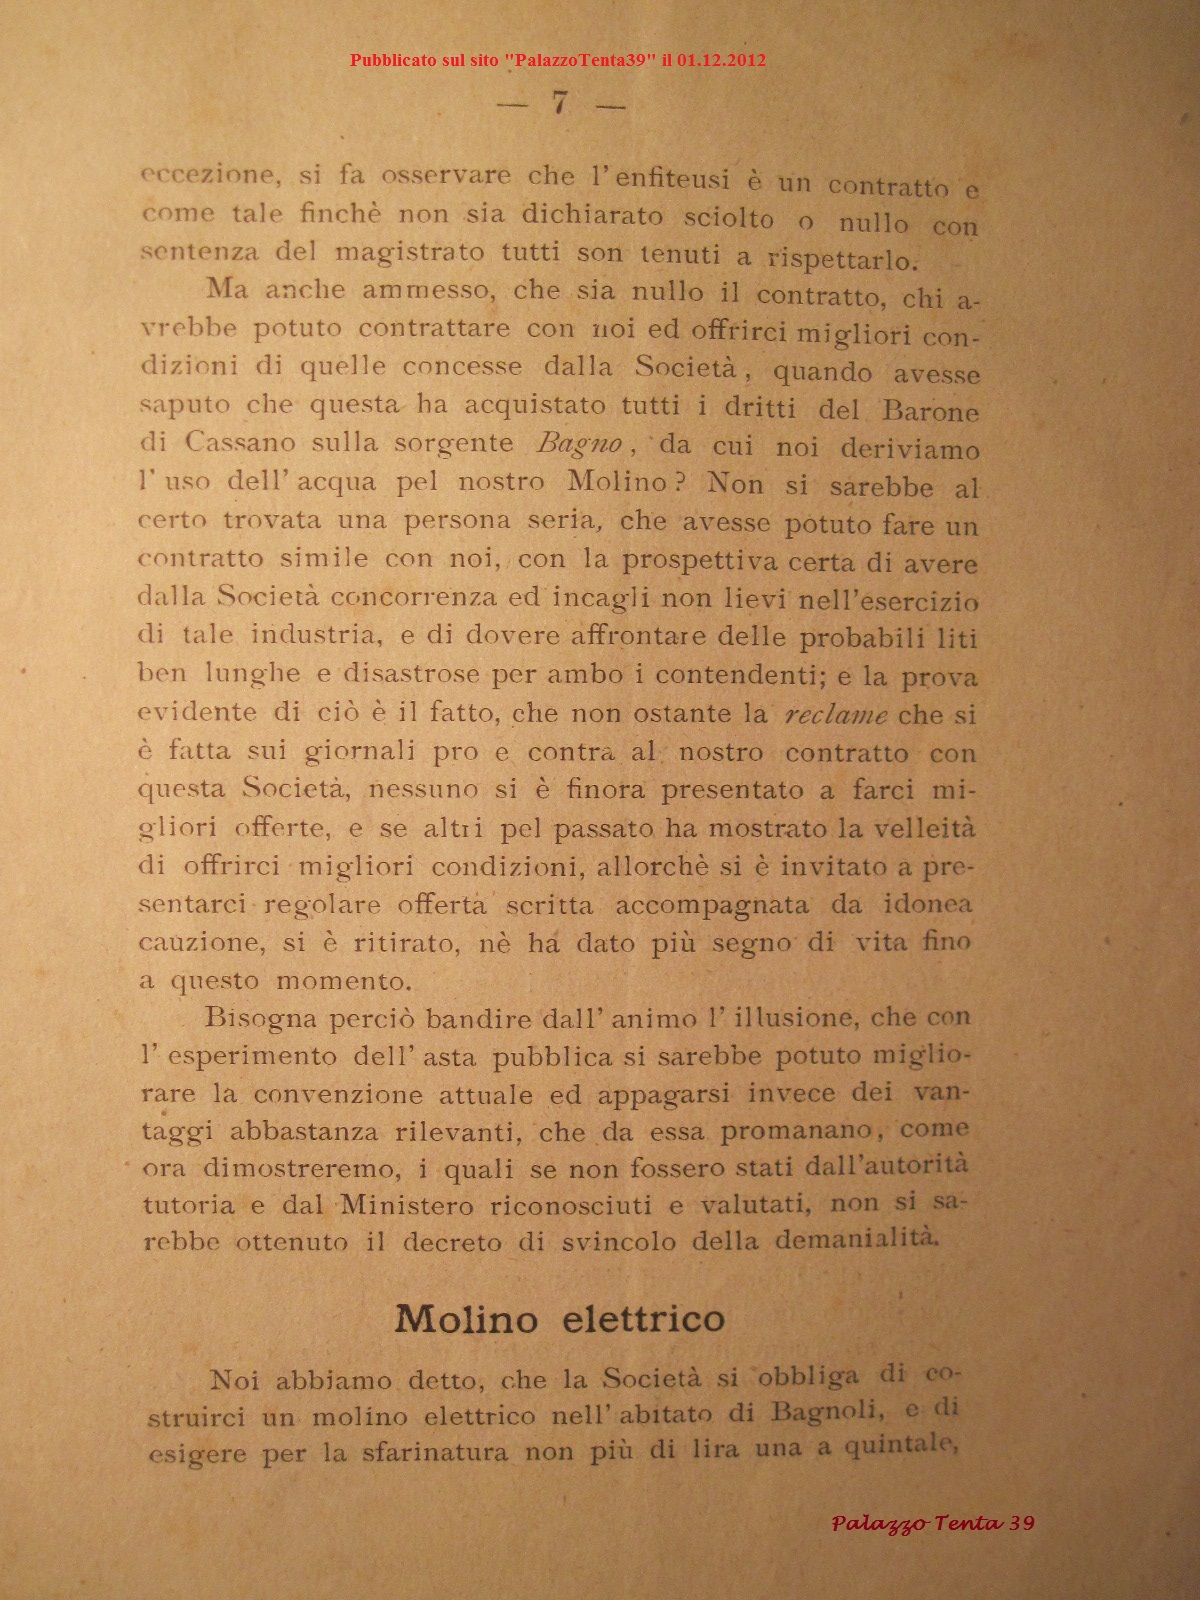 Pubblicato sul sito "PalazzoTenta39" il 01.12.2012
— 7 —
eccezione, si fa osservare che l' enfiteusi è un contratto e
come tale finchè non sia dichiarato sciolto o nullo con
sentenza del magistrato tutti son tenuti a rispettarlo.
Ma anche ammesso, che sia nullo il contratto, chi a-
vrebbe potuto contrattare con noi ed offrirci migliori con-
dizioni di quelle concesse dalla Società, quando avesse
saputo che questa ha acquistato tutti i dritti del Barone
di Cassano sulla sorgente Bagno, da cui noi deriviamo
l' uso dell' acqua pel nostro Molino? Non si sarebbe al
certo trovata una persona seria, che avesse potuto fare un
contratto simile con noi, con la prospettiva certa di avere
dalla Società concorrenza ed incagli non lievi nell'esercizio
di tale industria, e di dovere affrontare delle probabili liti
ben lunghe e disastrose per ambo i contendenti; e la prova
evidente di ciò è il fatto, che non ostante la reclame che si
è fatta sui giornali pro e contra al nostro contratto con
questa Società, nessuno si è finora presentato a farci mi-
gliori offerte, e se altri pel passato ha mostrato la velleità
di offrirci migliori condizioni, allorchè si è invitato a pre-
sentarci regolare offerta scritta accompagnata da idonea
cauzione, si è ritirato, nè ha dato più segno di vita fino
a questo momento.
Bisogna perciò bandire dall' animo l' illusione, che con
l' esperimento dell' asta pubblica si sarebbe potuto miglio-
rare la convenzione attuale ed appagarsi invece dei van-
taggi abbastanza rilevanti, che da essa promanano, come
ora dimostreremo, i quali se non fossero stati dall'autorità
tutoria e dal Ministero riconosciuti e valutati, non si sa-
rebbe ottenuto il decreto di svincolo della demanialità.
Molino elettrico
Noi abbiamo detto, che la Società si obbliga di co-
struirci un molino elettrico nell' abitato di Bagnoli, e di
esigere per la sfarinatura non più di lira una a quintale,
Palazzo Tenta 39